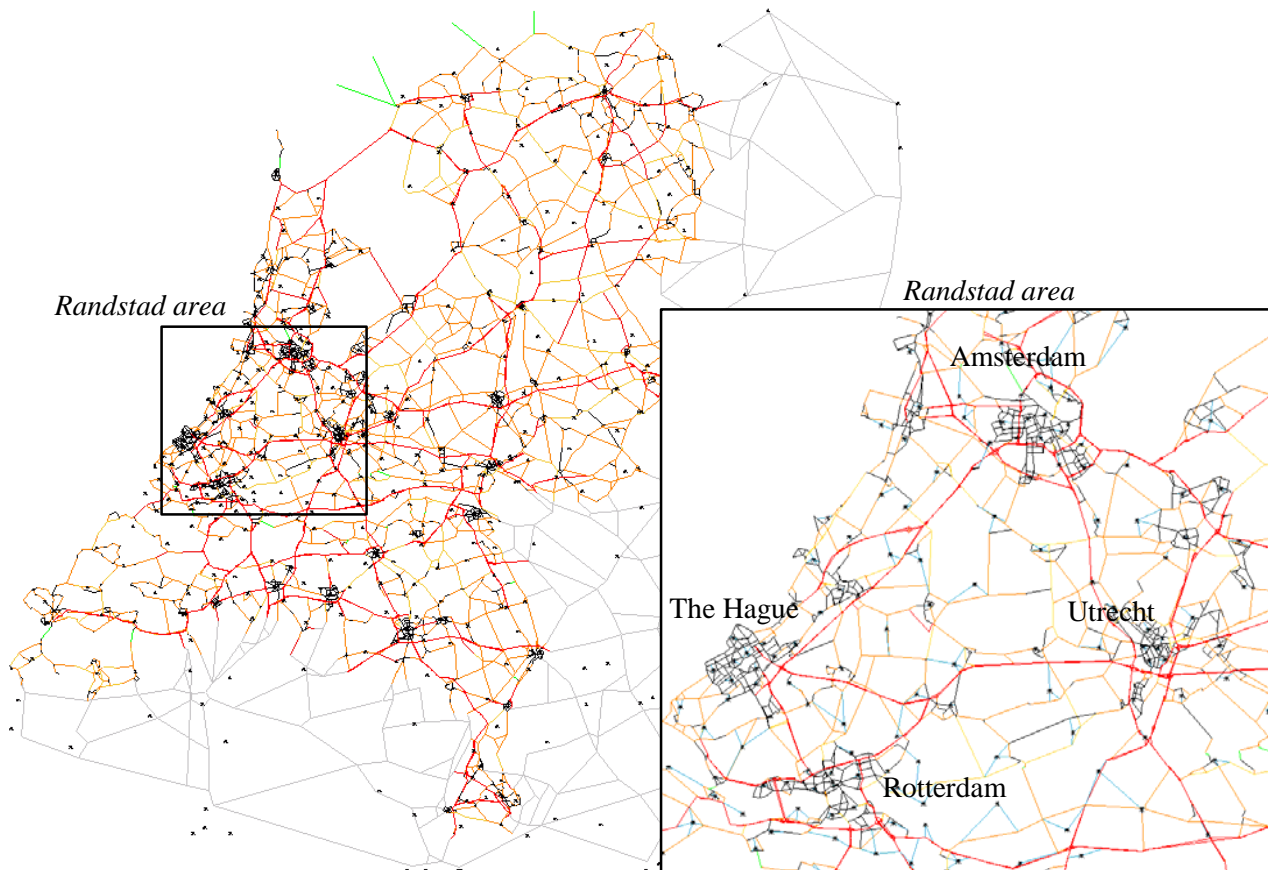 Randstad area
Randstad area
Amsterdam
The Hague
Utrecht
Rotterdam